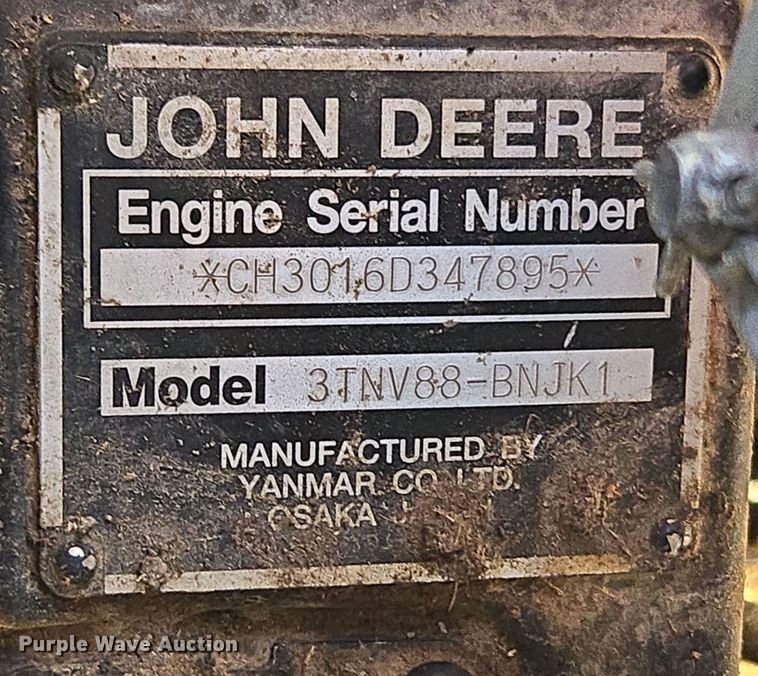 JOHN DEERE
Engine Serial Number
*CH3016D347895*
Model 3TNV88-BNJK1
MANUFACTURED BY
YANMAR CO. LTD.
OSAKA
Purple Wave Auction